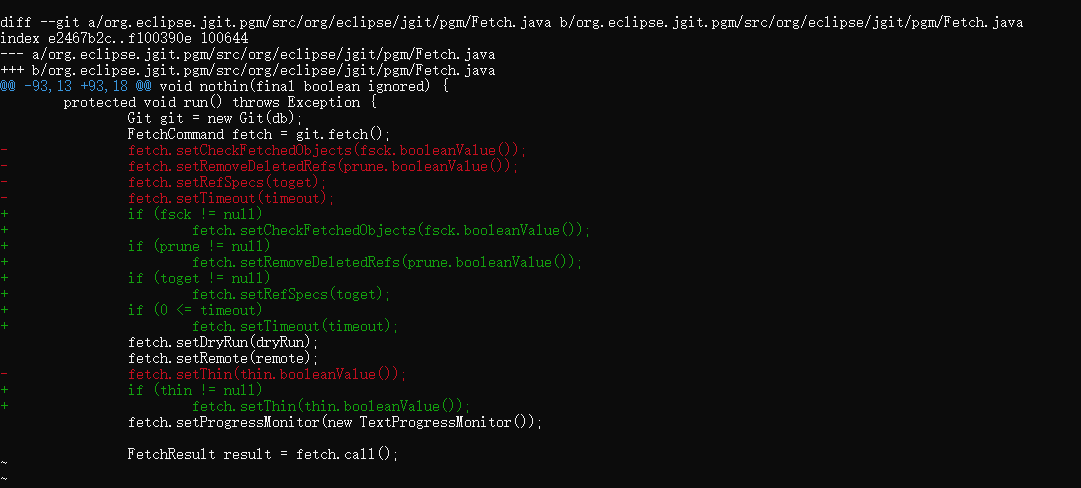 diff --git a/org.eclipse.jgit.pgm/src/org/eclipse/jgit/pgm/Fetch.java b/org.eclipse.jgit.pgm/src/org/eclipse/jgit/pgm/Fetch.java
index e2467b2c..f100390e 100644
--- a/org.eclipse.jgit.pgm/src/org/eclipse/jgit/pgm/Fetch.java
+++ b/org.eclipse.jgit.pgm/src/org/eclipse/jgit/pgm/Fetch.java
@@ -93,13 +93,18 @@ void nothin(final boolean ignored) {
        protected void run() throws Exception {
                Git git = new Git(db);
                FetchCommand fetch = git.fetch();
-               fetch.setCheckFetchedObjects(fsck.booleanValue());
-               fetch.setRemoveDeletedRefs(prune.booleanValue());
-               fetch.setRefSpecs(toget);
-               fetch.setTimeout(timeout);
+               if (fsck != null)
+                       fetch.setCheckFetchedObjects(fsck.booleanValue());
+               if (prune != null)
+                       fetch.setRemoveDeletedRefs(prune.booleanValue());
+               if (toget != null)
+                       fetch.setRefSpecs(toget);
+               if (0 <= timeout)
+                       fetch.setTimeout(timeout);
                fetch.setDryRun(dryRun);
                fetch.setRemote(remote);
-               fetch.setThin(thin.booleanValue());
+               if (thin != null)
+                       fetch.setThin(thin.booleanValue());
                fetch.setProgressMonitor(new TextProgressMonitor());

                FetchResult result = fetch.call();
~
~